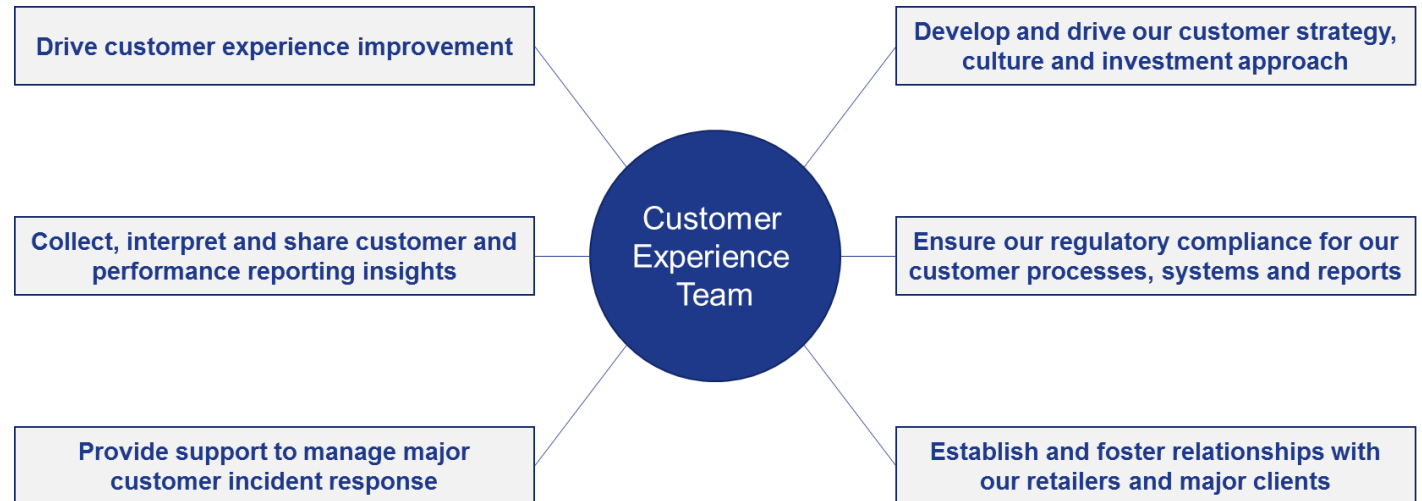 Drive customer experience improvement
Develop and drive our customer strategy,
culture and investment approach
Collect, interpret and share customer and
performance reporting insights
Customer
Experience
Team
Ensure our regulatory compliance for our
customer processes, systems and reports
Provide support to manage major
customer incident response
Establish and foster relationships with
our retailers and major clients